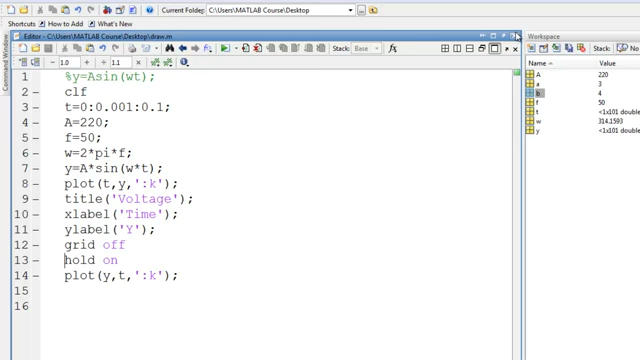 Current Folder: C:\Users\MATLAB Course\Desktop
Shortcuts How to Add What's New
Editor - C:\Users\MATLAB Course\Desktop\draw.m
Workspace
Command Window
Stack: Base
Stack: No
1.0 1.1
Name Value
A 220
a 3
b 4
f 50
t <1x101 double
w 314.1593
y <1x101 double
1 %y=Asin(wt);
2 clf
3 t=0:0.001:0.1;
4 A=220;
5 f=50;
6 w=2*pi*f;
7 y=A*sin(w*t);
8 plot(t,y,':k');
9 title('Voltage');
10 xlabel('Time');
11 ylabel('Y');
12 grid off
13 hold on
14 plot(y,t,':k');
15
16